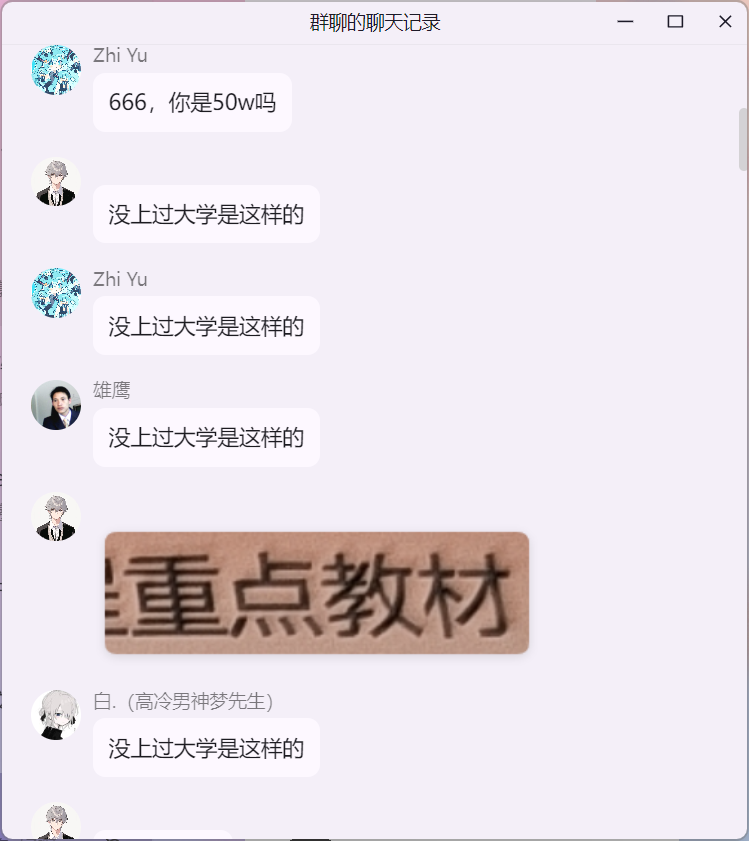 群聊的聊天记录
Zhi Yu
666，你是50w吗
没上过大学是这样的
Zhi Yu
没上过大学是这样的
雄鹰
没上过大学是这样的
重点教材
白.（高冷男神梦先生）
没上过大学是这样的